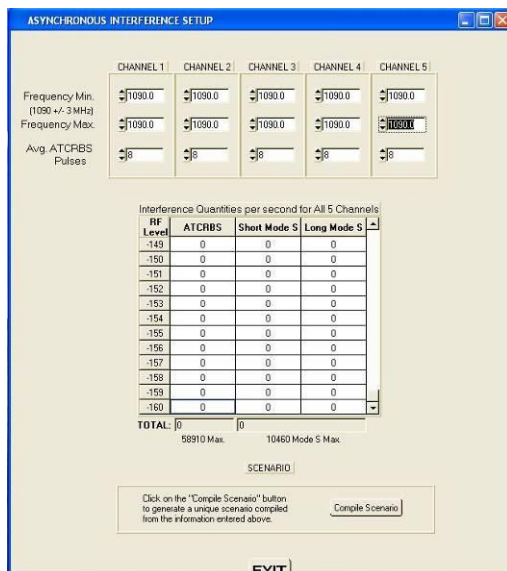 ASYNCHRONOUS INTERFERENCE SETUP
CHANNEL 1 CHANNEL 2 CHANNEL 3 CHANNEL 4 CHANNEL 5
Frequency Min. 1090.0 1090.0 1090.0 1090.0 1090.0
(1090 +/- 3 MHz)
Frequency Max. 1090.0 1090.0 1090.0 1090.0 1090.0
Avg. ATCRBS Pulses 8 8 8 8 8
Interference Quantities per second for All 5 Channels
RF Level ATCRBS Short Mode S Long Mode S
-149 0 0 0
-150 0 0 0
-151 0 0 0
-152 0 0 0
-153 0 0 0
-154 0 0 0
-155 0 0 0
-156 0 0 0
-157 0 0 0
-158 0 0 0
-159 0 0 0
-160 0 0 0
TOTAL: 0 0
58910 Max. 10460 Mode S Max.
SCENARIO
Click on the "Compile Scenario" button
to generate a unique scenario compiled
from the information entered above.
Compile Scenario
EXIT